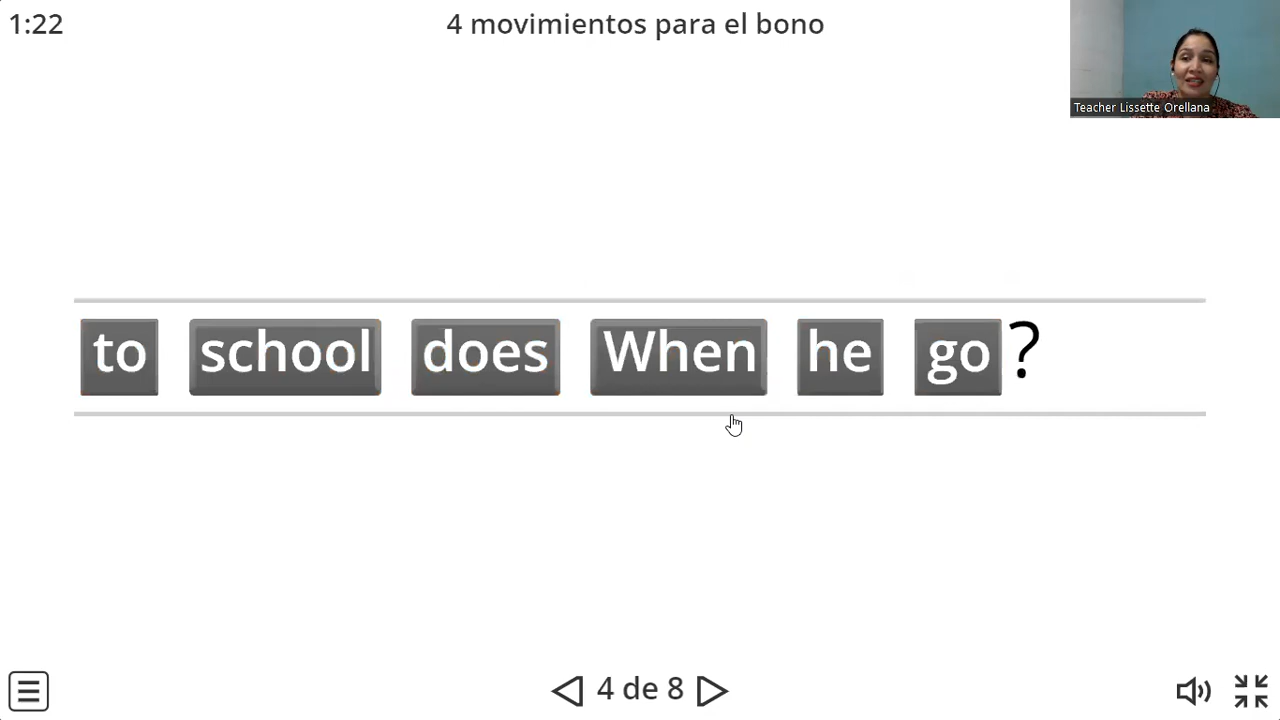 1:22
4 movimientos para el bono
Teacher Lissette Orellana
to school does When he go ?
4 de 8